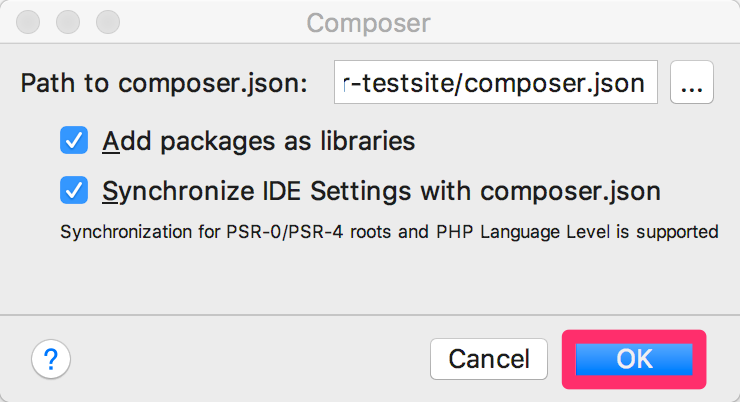 Composer
Path to composer.json: r-testsite/composer.json ...
Add packages as libraries
Synchronize IDE Settings with composer.json
Synchronization for PSR-0/PSR-4 roots and PHP Language Level is supported
? Cancel OK